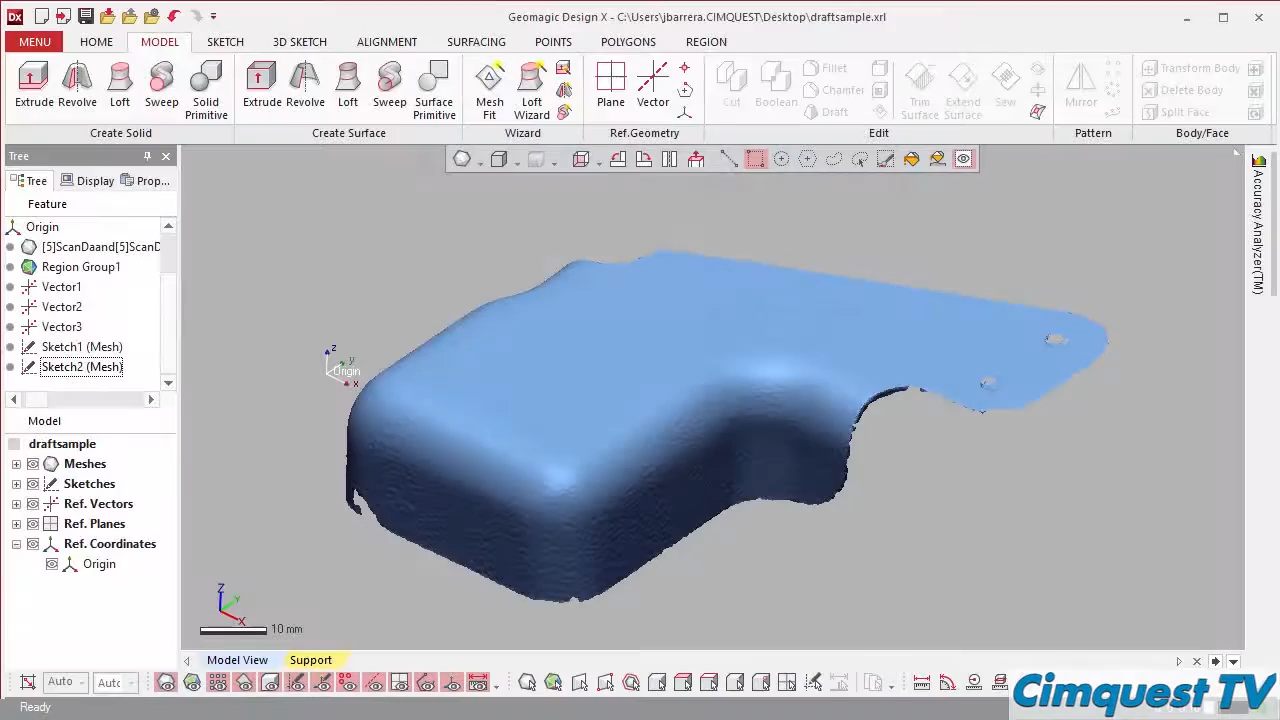 Dx
Geomagic Design X - C:\Users\jbarrera.CIMQUEST\Desktop\draftsample.xrl
MENU HOME MODEL SKETCH 3D SKETCH ALIGNMENT SURFACING POINTS POLYGONS REGION
Extrude Revolve Loft Sweep Solid Primitive
Create Solid
Extrude Revolve Loft Sweep Surface Primitive
Create Surface
Mesh Fit Loft Wizard
Wizard
Plane Vector
Ref.Geometry
Cut Boolean Fillet Chamfer Draft Trim Surface Extend Surface Sew
Edit
Mirror
Pattern
Transform Body
Delete Body
Split Face
Body/Face
Tree
Tree Display Prop...
Feature
Origin
[5]ScanDaand[5]ScanD
Region Group1
Vector1
Vector2
Vector3
Sketch1 (Mesh)
Sketch2 (Mesh)
Model
draftsample
Meshes
Sketches
Ref. Vectors
Ref. Planes
Ref. Coordinates
Origin
z
y
Origin
x
Z
Y
X
10 mm
Accuracy Analyzer(TM)
Model View Support
Auto Auto
Ready
Cimquest TV